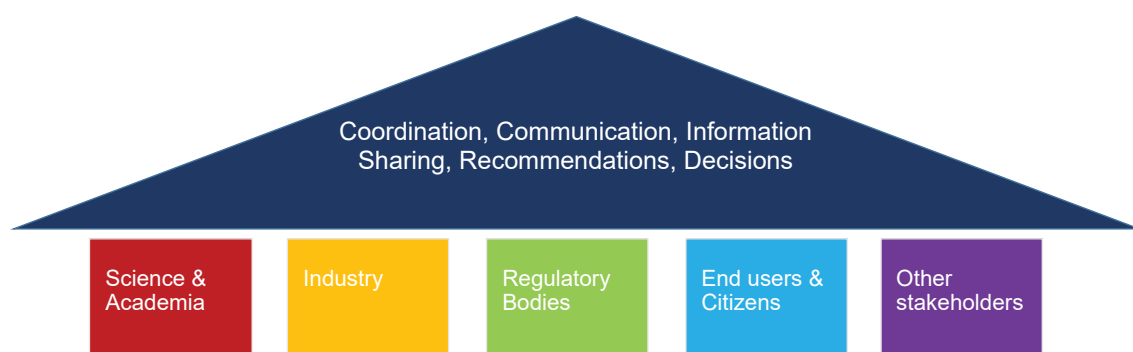 Coordination, Communication, Information
Sharing, Recommendations, Decisions
Science &
Academia
Industry
Regulatory
Bodies
End users &
Citizens
Other
stakeholders